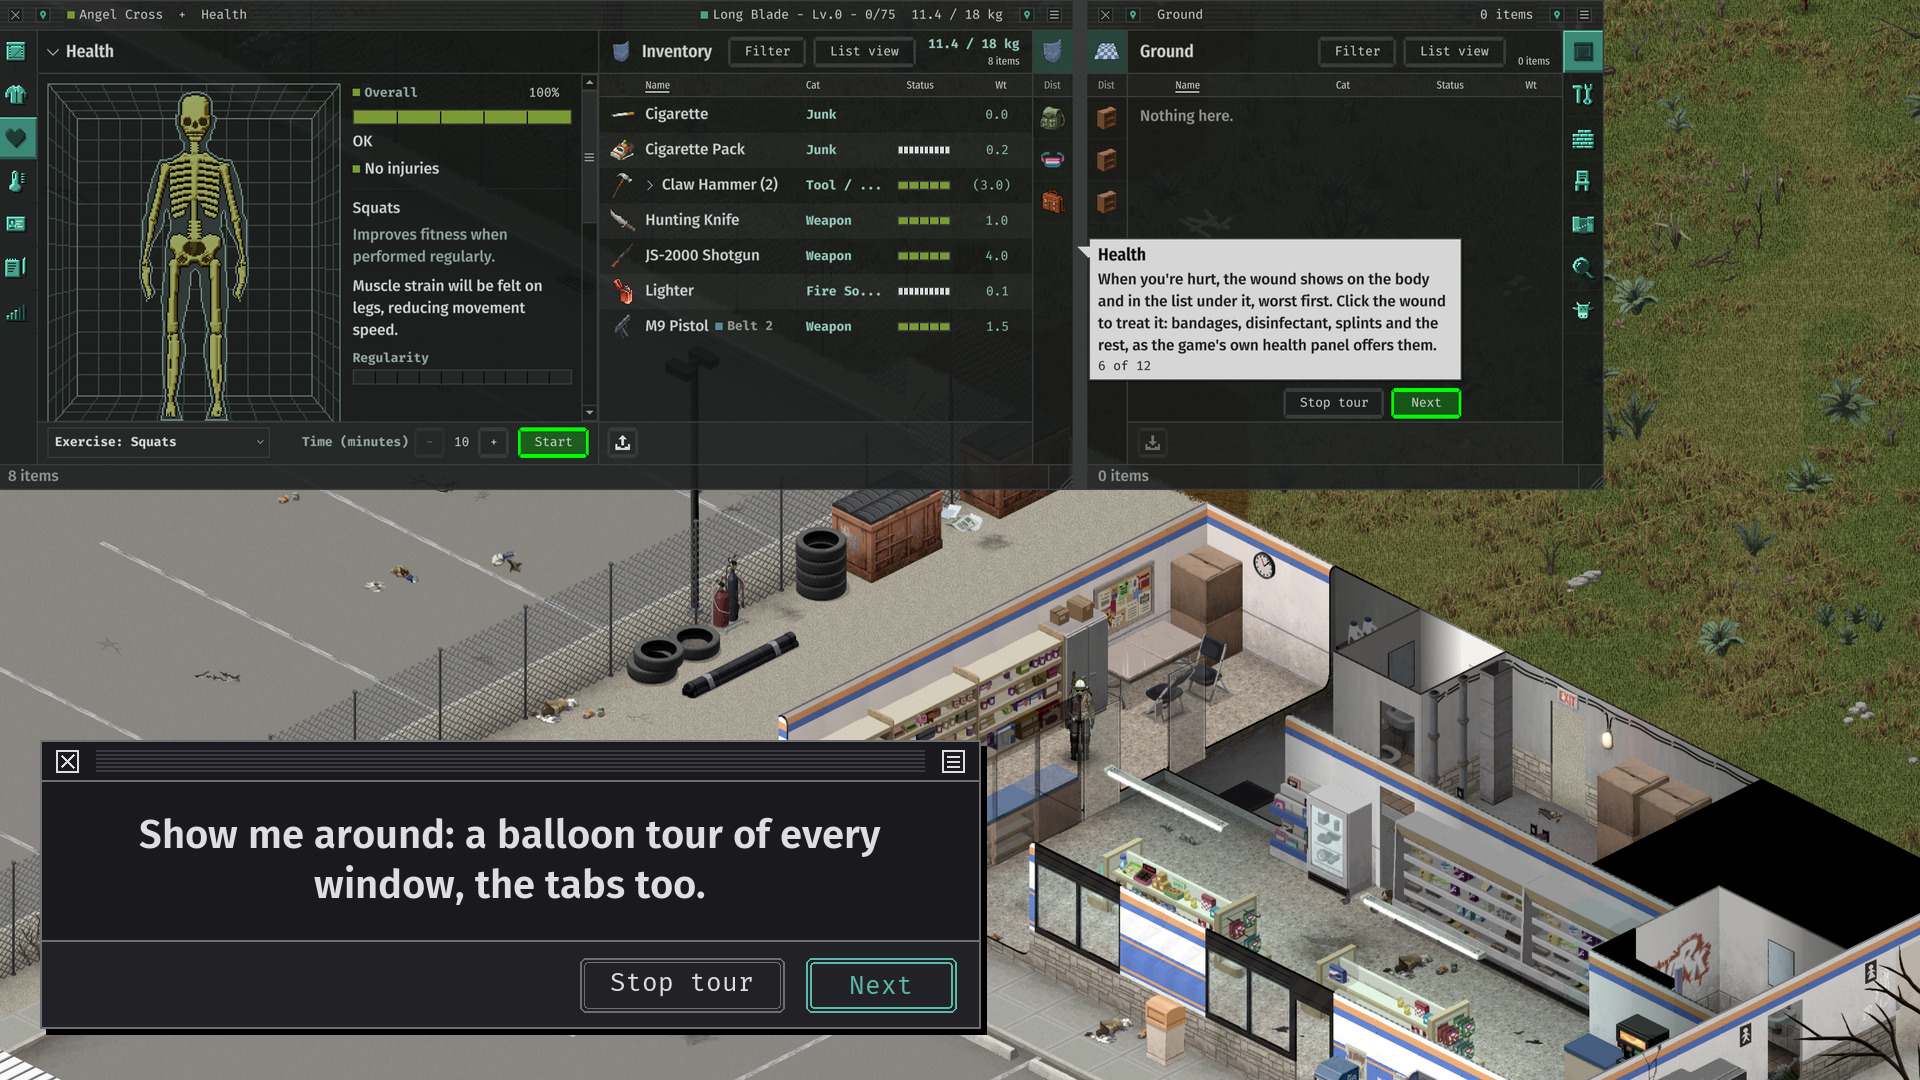 Angel Cross + Health
Long Blade - Lv.0 - 0/75 11.4 / 18 kg
Health
Inventory
Filter
List view
11.4 / 18 kg
8 items
Overall 100%
OK
No injuries
Squats
Improves fitness when
performed regularly.
Muscle strain will be felt on
legs, reducing movement
speed.
Regularity
Exercise: Squats
Time (minutes) - 10 +
Start
8 items
Name Cat Status Wt Dist
Cigarette Junk 0.0
Cigarette Pack Junk 0.2
Claw Hammer (2) Tool / ... (3.0)
Hunting Knife Weapon 1.0
JS-2000 Shotgun Weapon 4.0
Lighter Fire So... 0.1
M9 Pistol Belt 2 Weapon 1.5
Ground
0 items
Ground
Filter
List view
0 items
Dist Name Cat Status Wt
Nothing here.
Health
When you're hurt, the wound shows on the body
and in the list under it, worst first. Click the wound
to treat it: bandages, disinfectant, splints and the
rest, as the game's own health panel offers them.
6 of 12
Stop tour
Next
0 items
EXIT
Show me around: a balloon tour of every
window, the tabs too.
Stop tour
Next